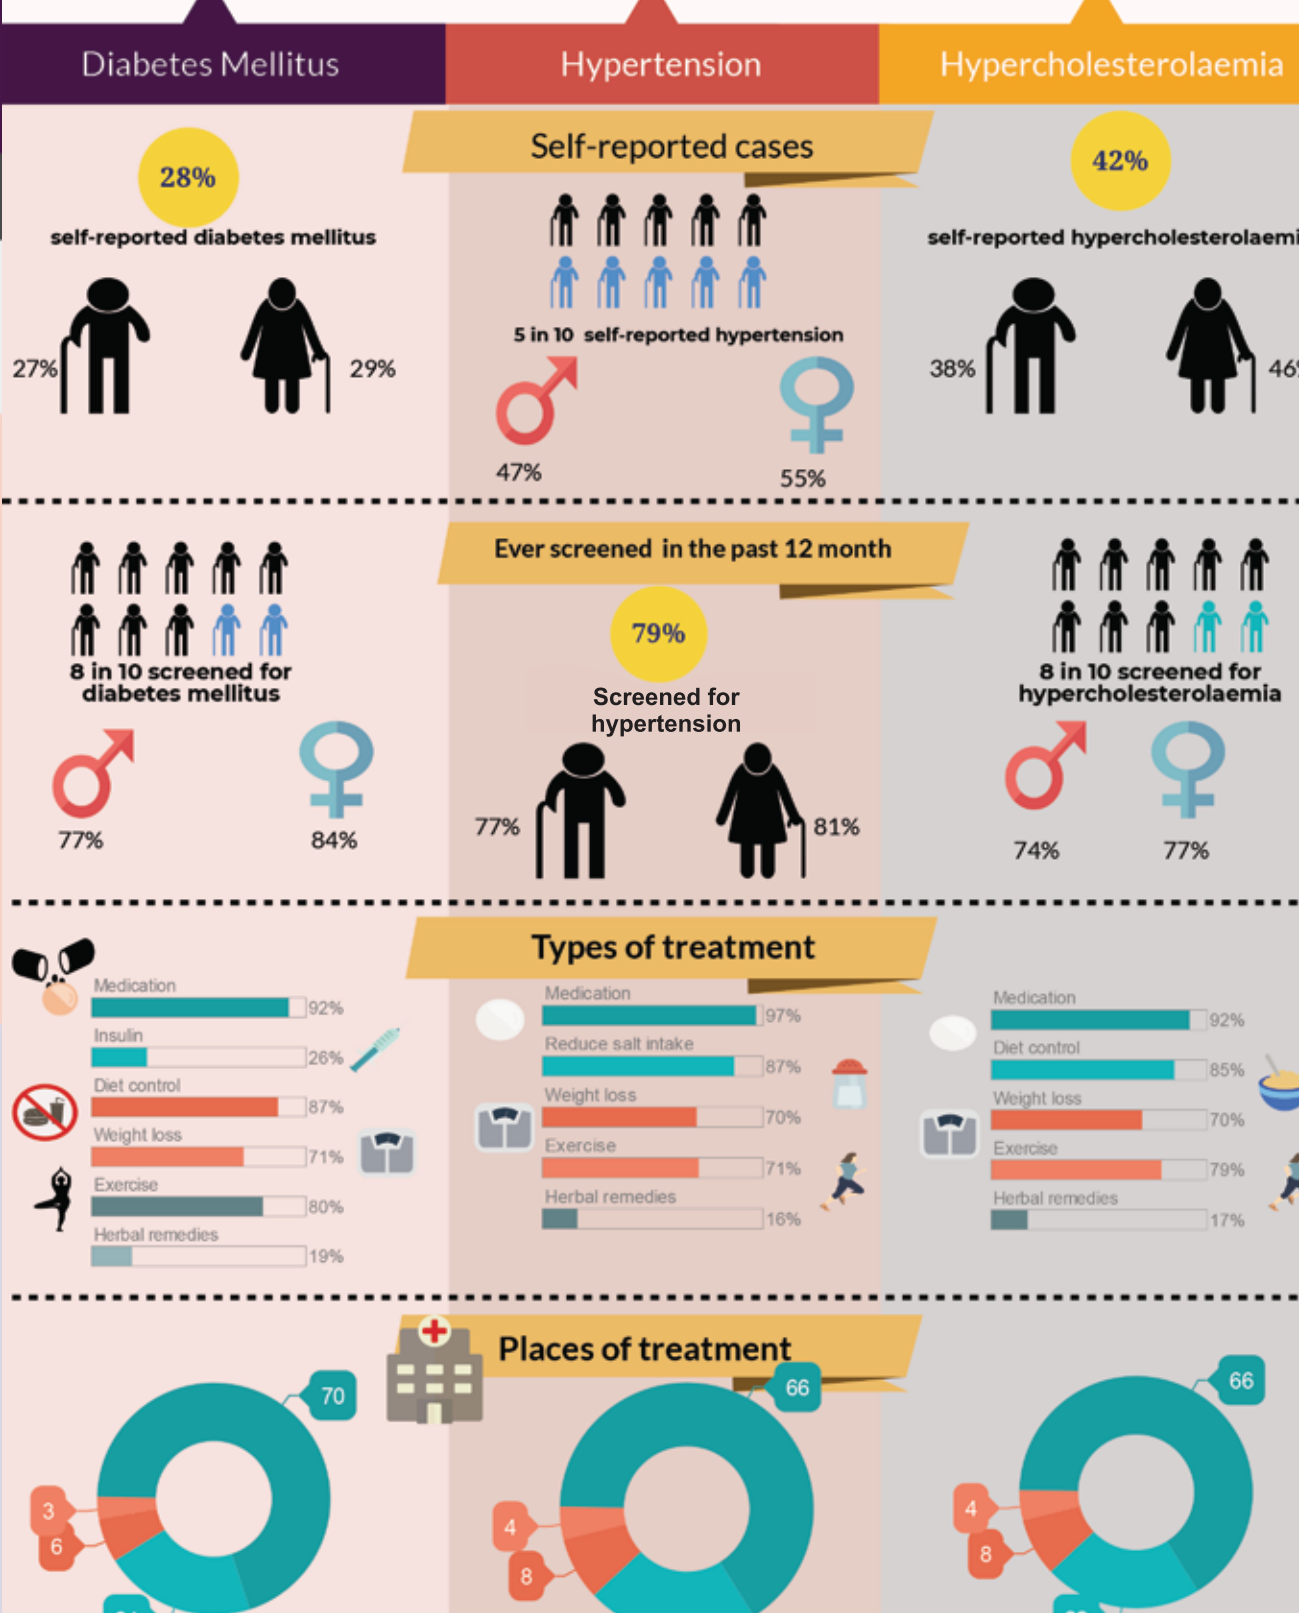 Diabetes Mellitus
Hypertension
Hypercholesterolaemia
Self-reported cases
28%
self-reported diabetes mellitus
27%
29%
5 in 10 self-reported hypertension
47%
55%
42%
self-reported hypercholesterolaemi
38%
46%
Ever screened in the past 12 month
8 in 10 screened for
diabetes mellitus
77%
84%
79%
Screened for
hypertension
77%
81%
8 in 10 screened for
hypercholesterolaemia
74%
77%
Types of treatment
Medication
92%
Insulin
26%
Diet control
87%
Weight loss
71%
Exercise
80%
Herbal remedies
19%
Medication
97%
Reduce salt intake
87%
Weight loss
70%
Exercise
71%
Herbal remedies
16%
Medication
92%
Diet control
85%
Weight loss
70%
Exercise
79%
Herbal remedies
17%
Places of treatment
70
3
6
66
4
8
66
4
8